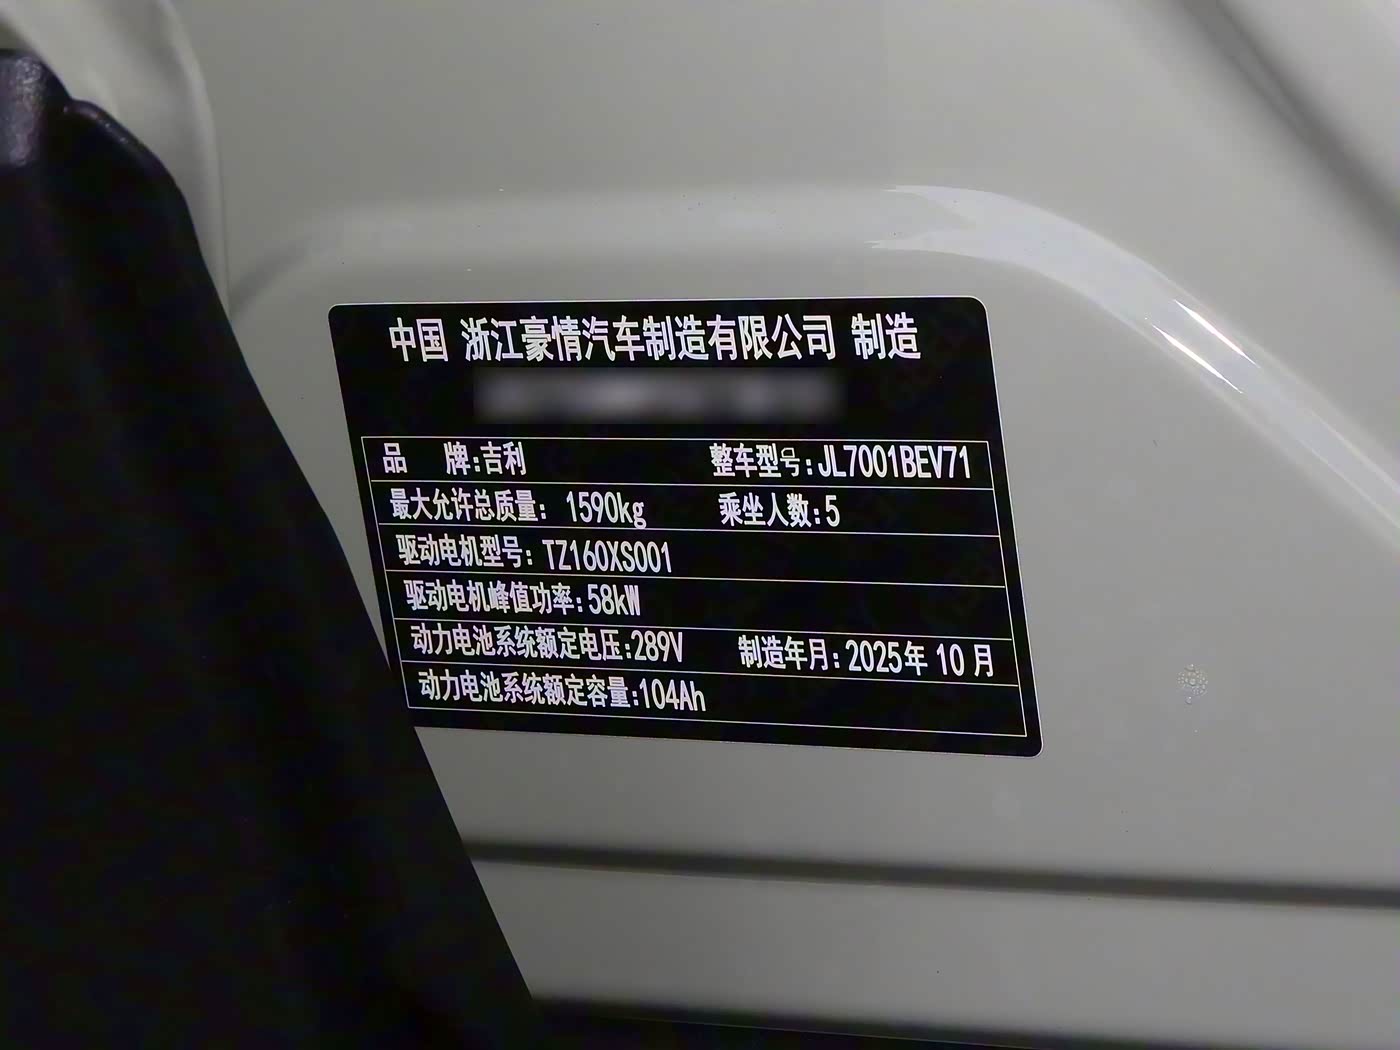 中国 浙江豪情汽车制造有限公司 制造
品 牌:吉利 整车型号:JL7001BEV71
最大允许总质量: 1590kg 乘坐人数:5
驱动电机型号: TZ160XS001
驱动电机峰值功率:58kW
动力电池系统额定电压:289V 制造年月: 2025年 10 月
动力电池系统额定容量:104Ah